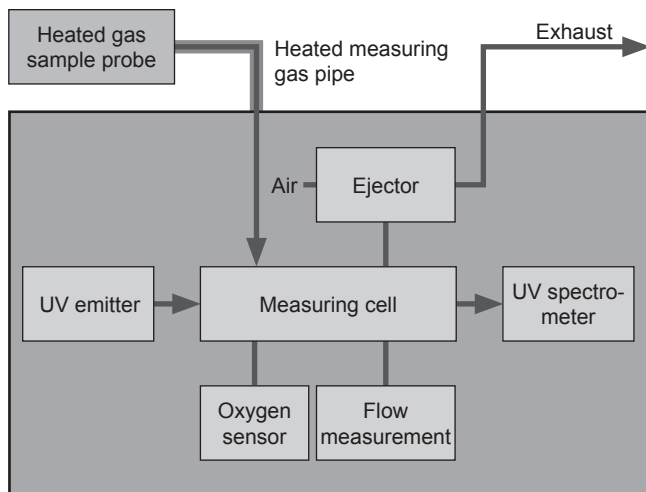 Heated gas
sample probe
Heated measuring
gas pipe
Exhaust
Air
Ejector
UV emitter
Measuring cell
UV spectro-
meter
Oxygen
sensor
Flow
measurement